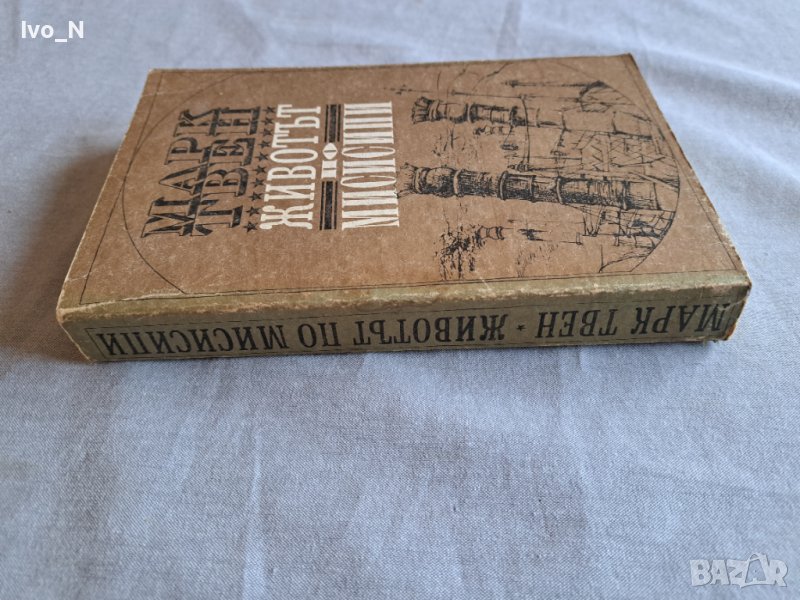 Ivo_N
МАРК
ТВЕН
ЖИВОТЪТ
ПО
МИСИСИПИ
МАРК ТВЕН * ЖИВОТЪТ ПО МИСИСИПИ
BAZAR